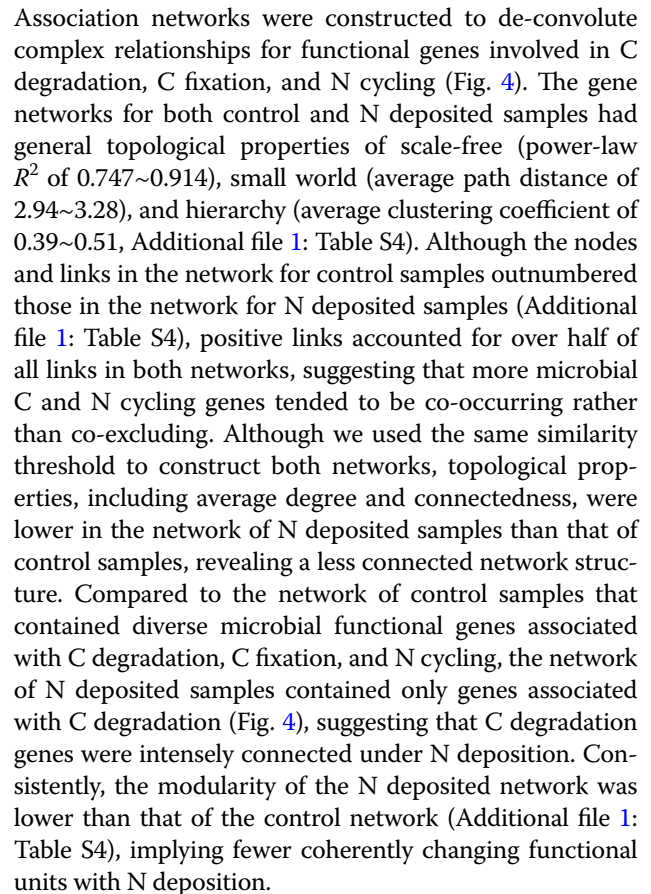 Association networks were constructed to de-convolute
complex relationships for functional genes involved in C
degradation, C fixation, and N cycling (Fig. 4). The gene
networks for both control and N deposited samples had
general topological properties of scale-free (power-law
R² of 0.747~0.914), small world (average path distance of
2.94~3.28), and hierarchy (average clustering coefficient of
0.39~0.51, Additional file 1: Table S4). Although the nodes
and links in the network for control samples outnumbered
those in the network for N deposited samples (Additional
file 1: Table S4), positive links accounted for over half of
all links in both networks, suggesting that more microbial
C and N cycling genes tended to be co-occurring rather
than co-excluding. Although we used the same similarity
threshold to construct both networks, topological prop-
erties, including average degree and connectedness, were
lower in the network of N deposited samples than that of
control samples, revealing a less connected network struc-
ture. Compared to the network of control samples that
contained diverse microbial functional genes associated
with C degradation, C fixation, and N cycling, the network
of N deposited samples contained only genes associated
with C degradation (Fig. 4), suggesting that C degradation
genes were intensely connected under N deposition. Con-
sistently, the modularity of the N deposited network was
lower than that of the control network (Additional file 1:
Table S4), implying fewer coherently changing functional
units with N deposition.